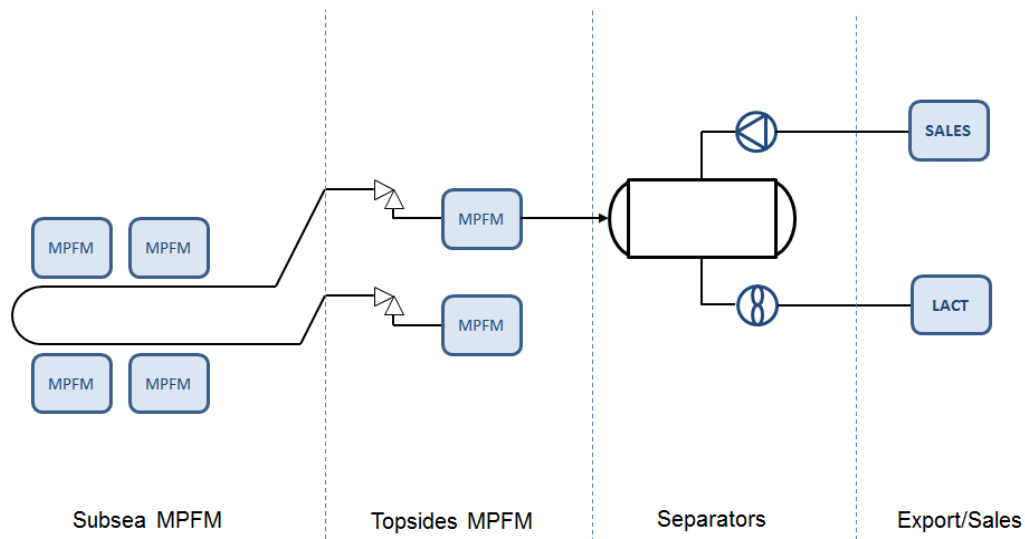 SALES
MPFM
MPFM MPFM
MPFM
LACT
MPFM MPFM
Subsea MPFM
Topsides MPFM
Separators
Export/Sales